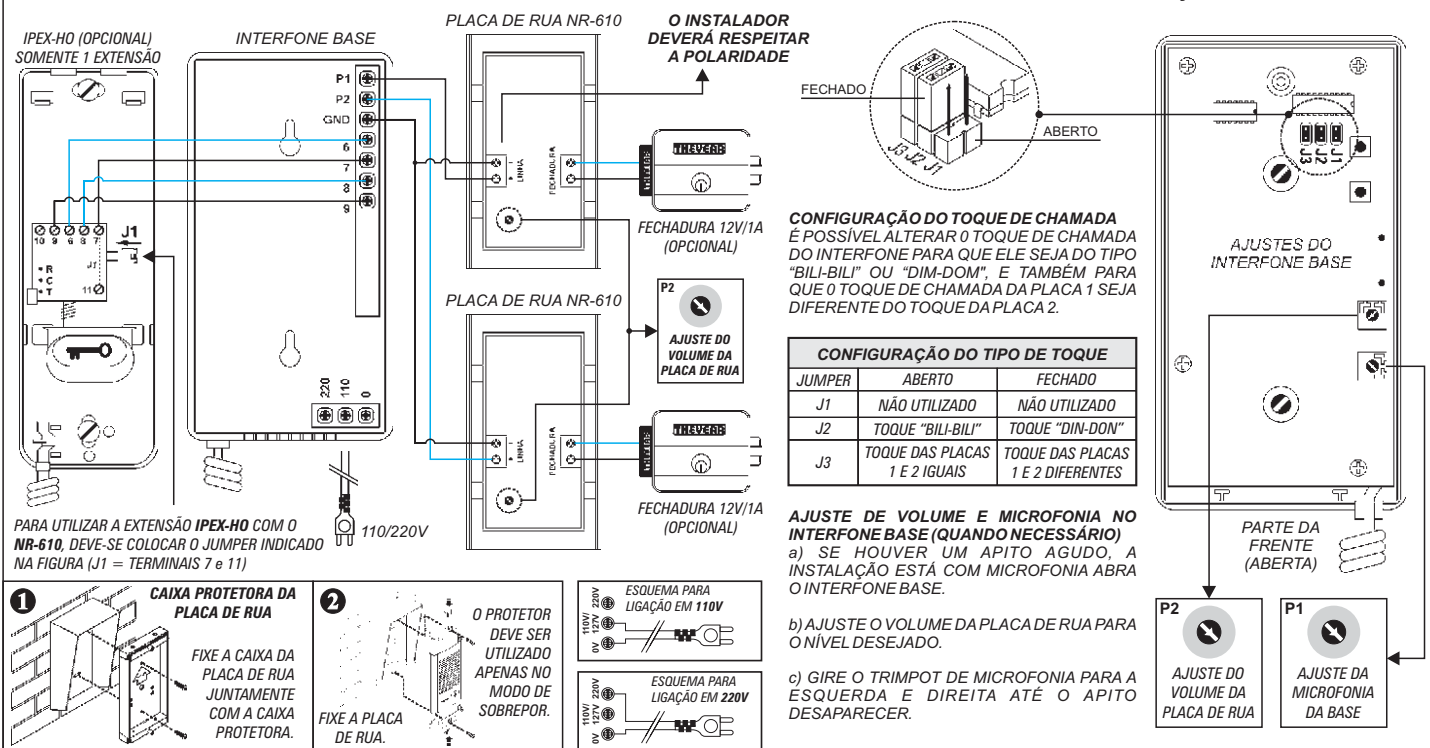 IPEX-HO (OPCIONAL)
SOMENTE 1 EXTENSÃO
INTERFONE BASE
P1
P2
GND
6
7
8
9
10 9 6 8 7
J1
J1
R
C
T
11
220
110
0
110/220V
PARA UTILIZAR A EXTENSÃO IPEX-HO COM O
NR-610, DEVE-SE COLOCAR O JUMPER INDICADO
NA FIGURA (J1 = TERMINAIS 7 e 11)
PLACA DE RUA NR-610
LINHA
FECHADURA
THEVEAR
THEVEAR
FECHADURA 12V/1A
(OPCIONAL)
O INSTALADOR
DEVERÁ RESPEITAR
A POLARIDADE
PLACA DE RUA NR-610
LINHA
FECHADURA
THEVEAR
THEVEAR
FECHADURA 12V/1A
(OPCIONAL)
P2
AJUSTE DO
VOLUME DA
PLACA DE RUA
FECHADO
ABERTO
J3 J2 J1
CONFIGURAÇÃO DO TOQUE DE CHAMADA
É POSSÍVEL ALTERAR 0 TOQUE DE CHAMADA
DO INTERFONE PARA QUE ELE SEJA DO TIPO
“BILI-BILI” OU “DIM-DOM", E TAMBÉM PARA
QUE 0 TOQUE DE CHAMADA DA PLACA 1 SEJA
DIFERENTE DO TOQUE DA PLACA 2.
CONFIGURAÇÃO DO TIPO DE TOQUE
JUMPER ABERTO FECHADO
J1 NÃO UTILIZADO NÃO UTILIZADO
J2 TOQUE “BILI-BILI” TOQUE “DIN-DON”
J3 TOQUE DAS PLACAS 1 E 2 IGUAIS TOQUE DAS PLACAS 1 E 2 DIFERENTES
AJUSTE DE VOLUME E MICROFONIA NO
INTERFONE BASE (QUANDO NECESSÁRIO)
a) SE HOUVER UM APITO AGUDO, A
INSTALAÇÃO ESTÁ COM MICROFONIA ABRA
O INTERFONE BASE.
b) AJUSTE O VOLUME DA PLACA DE RUA PARA
O NÍVEL DESEJADO.
c) GIRE O TRIMPOT DE MICROFONIA PARA A
ESQUERDA E DIREITA ATÉ O APITO
DESAPARECER.
J3 J2 J1
AJUSTES DO
INTERFONE BASE
PARTE DA
FRENTE
(ABERTA)
P2
AJUSTE DO
VOLUME DA
PLACA DE RUA
P1
AJUSTE DA
MICROFONIA
DA BASE
1
CAIXA PROTETORA DA
PLACA DE RUA
FIXE A CAIXA DA
PLACA DE RUA
JUNTAMENTE
COM A CAIXA
PROTETORA.
2
O PROTETOR
DEVE SER
UTILIZADO
APENAS NO
MODO DE
SOBREPOR.
FIXE A PLACA
DE RUA.
ESQUEMA PARA
LIGAÇÃO EM 110V
0V 110V/127V 220V
ESQUEMA PARA
LIGAÇÃO EM 220V
0V 110V/127V 220V